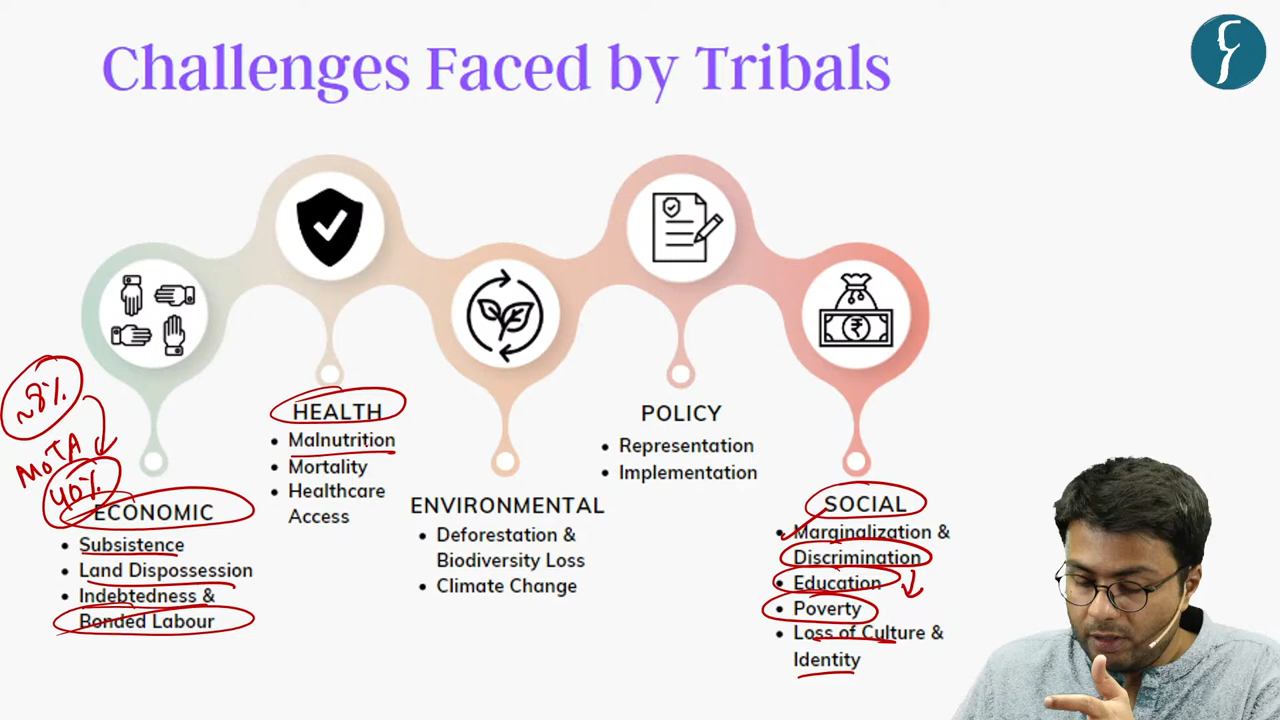 Challenges Faced by Tribals
~8%
MoTA
40%
ECONOMIC
• Subsistence
• Land Dispossession
• Indebtedness &
Bonded Labour
HEALTH
• Malnutrition
• Mortality
• Healthcare
Access
ENVIRONMENTAL
• Deforestation &
Biodiversity Loss
• Climate Change
POLICY
• Representation
• Implementation
SOCIAL
• Marginalization &
Discrimination
• Education
• Poverty
• Loss of Culture &
Identity
₹